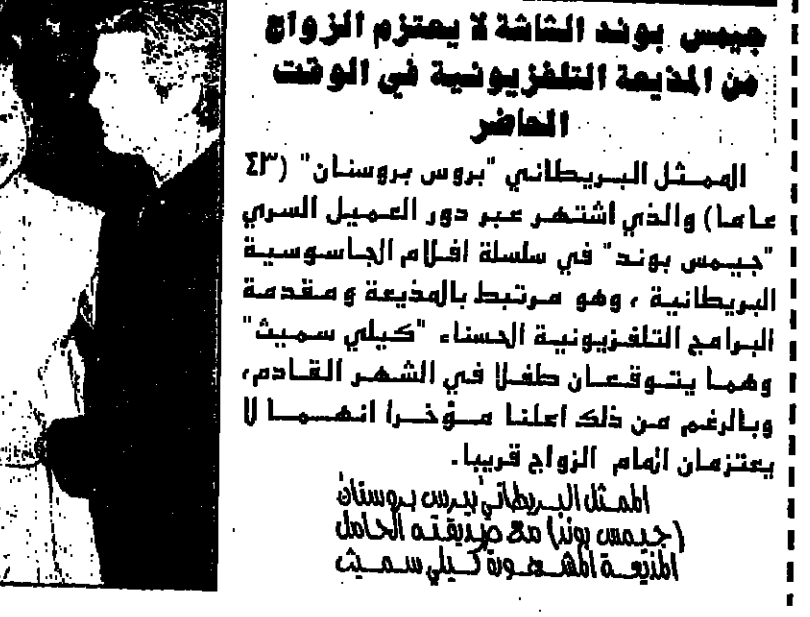 جيمس بوند الشاشة لا يعتزم الزواج
من المذيعة التلفزيونية في الوقت
الحاضر
الممثل البريطاني "بروس بروسنان" (٤٣
عاما) والذي اشتهر عبر دور العميل السري
"جيمس بوند" في سلسلة افلام الجاسوسية
البريطانية ، وهو مرتبط بالمذيعة ومقدمة
البرامج التلفزيونية الحسناء "كيلي سميث"
وهما يتوقعان طفلا في الشهر القادم،
وبالرغم من ذلك اعلنا مؤخرا انهما لا
يعتزمان اتمام الزواج قريبا.
الممثل البريطاني بيرس بروسنان
(جيمس بوند) مع صديقته الحامل
المذيعة المشهورة كيلي سميث